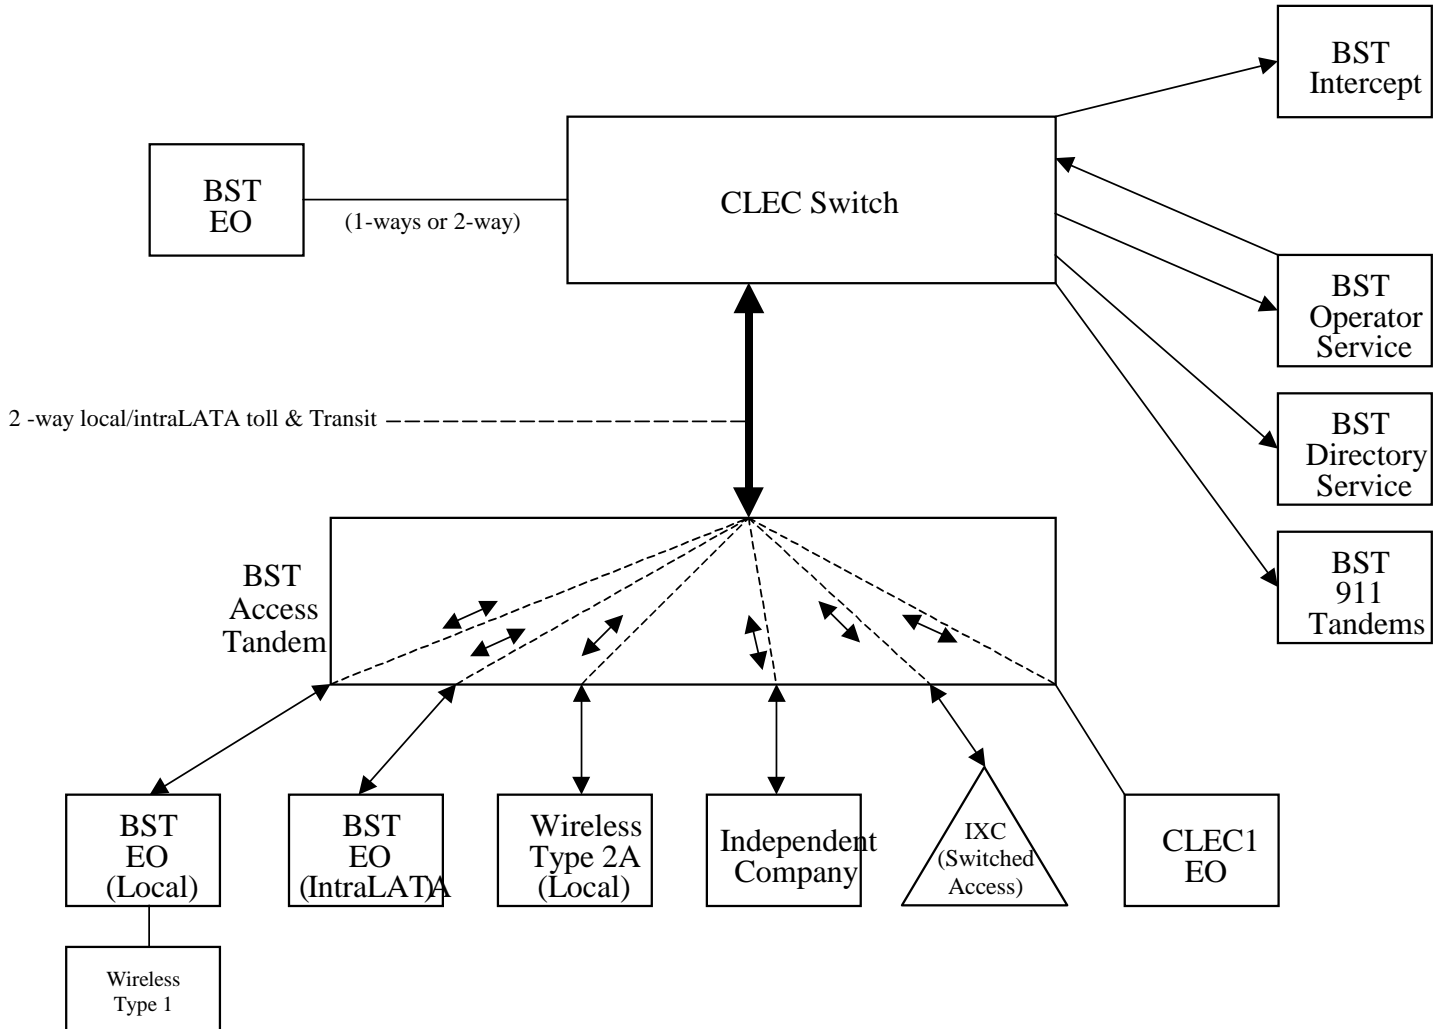 BST
Intercept
BST
EO
(1-ways or 2-way)
CLEC Switch
BST
Operator
Service
2 -way local/intraLATA toll & Transit
BST
Directory
Service
BST
911
Tandems
BST
Access
Tandem
BST
EO
(Local)
BST
EO
(IntraLAT)A
Wireless
Type 2A
(Local)
Independent
Company
IXC
(Switched
Access)
CLEC1
EO
Wireless
Type 1